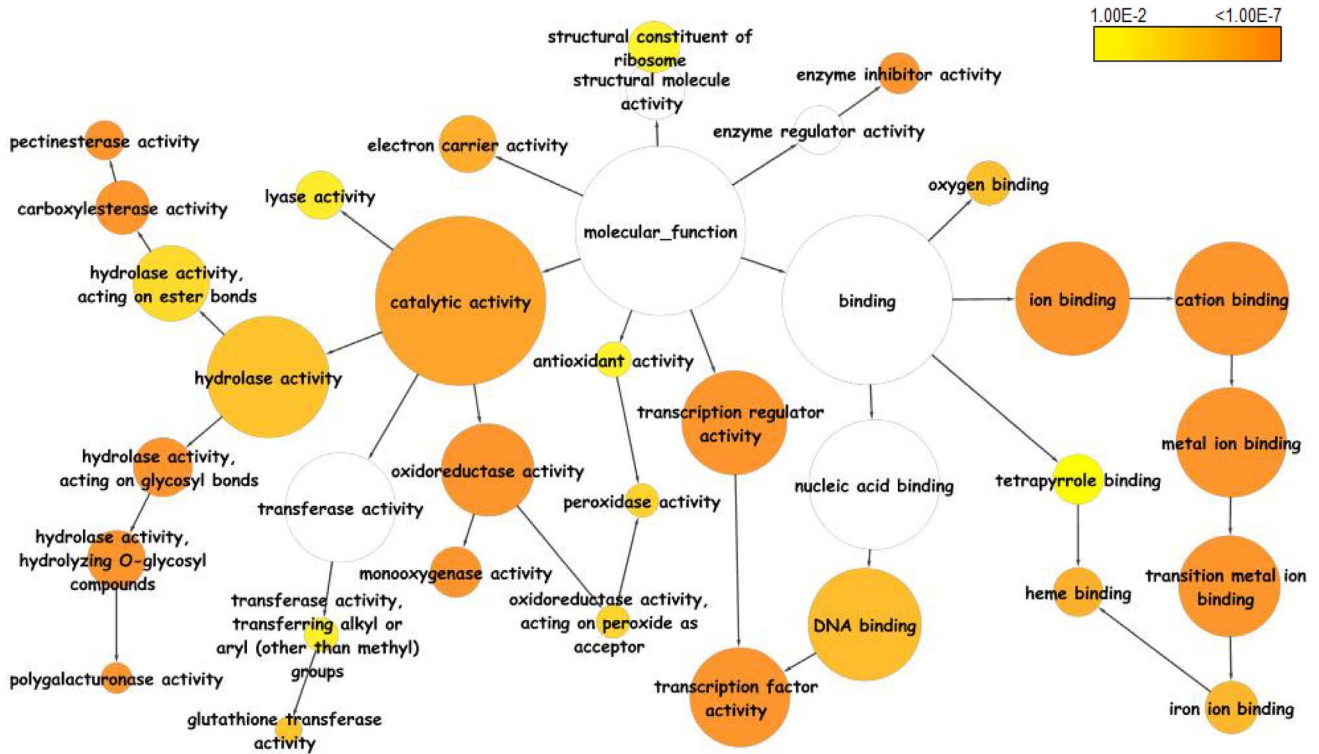 1.00E-2
<1.00E-7
structural constituent of
ribosome
structural molecule
activity
enzyme inhibitor activity
enzyme regulator activity
pectinesterase activity
electron carrier activity
oxygen binding
lyase activity
carboxylesterase activity
molecular_function
hydrolase activity,
acting on ester bonds
catalytic activity
binding
ion binding
cation binding
antioxidant activity
hydrolase activity
transcription regulator
activity
metal ion binding
hydrolase activity,
acting on glycosyl bonds
oxidoreductase activity
nucleic acid binding
tetrapyrrole binding
transferase activity
peroxidase activity
hydrolase activity,
hydrolyzing O-glycosyl
compounds
monooxygenase activity
transition metal ion
binding
heme binding
transferase activity,
transferring alkyl or
aryl (other than methyl)
groups
oxidoreductase activity,
acting on peroxide as
acceptor
DNA binding
polygalacturonase activity
transcription factor
activity
iron ion binding
glutathione transferase
activity